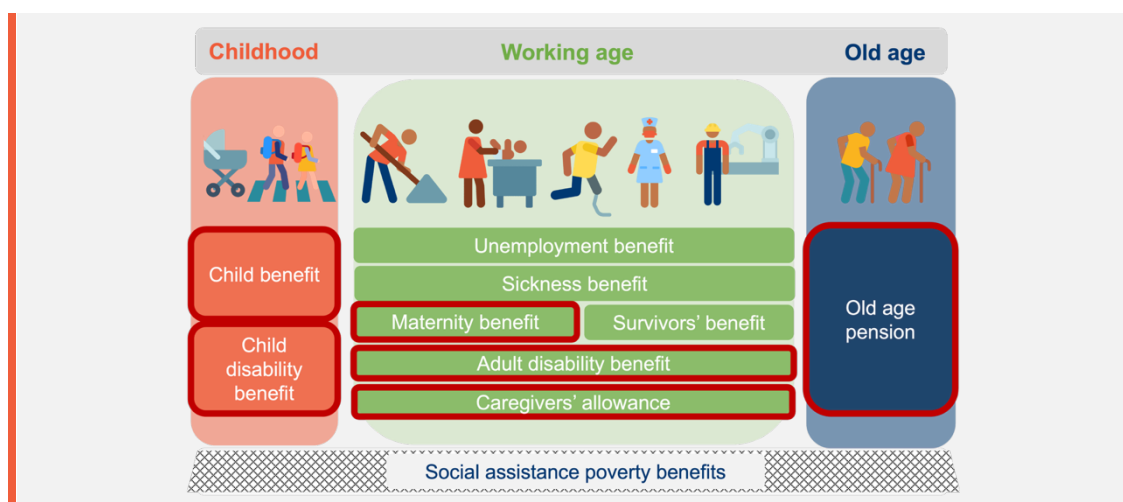 Childhood
Working age
Old age
Child benefit
Child
disability
benefit
Unemployment benefit
Sickness benefit
Maternity benefit
Survivors’ benefit
Adult disability benefit
Caregivers’ allowance
Old age
pension
Social assistance poverty benefits